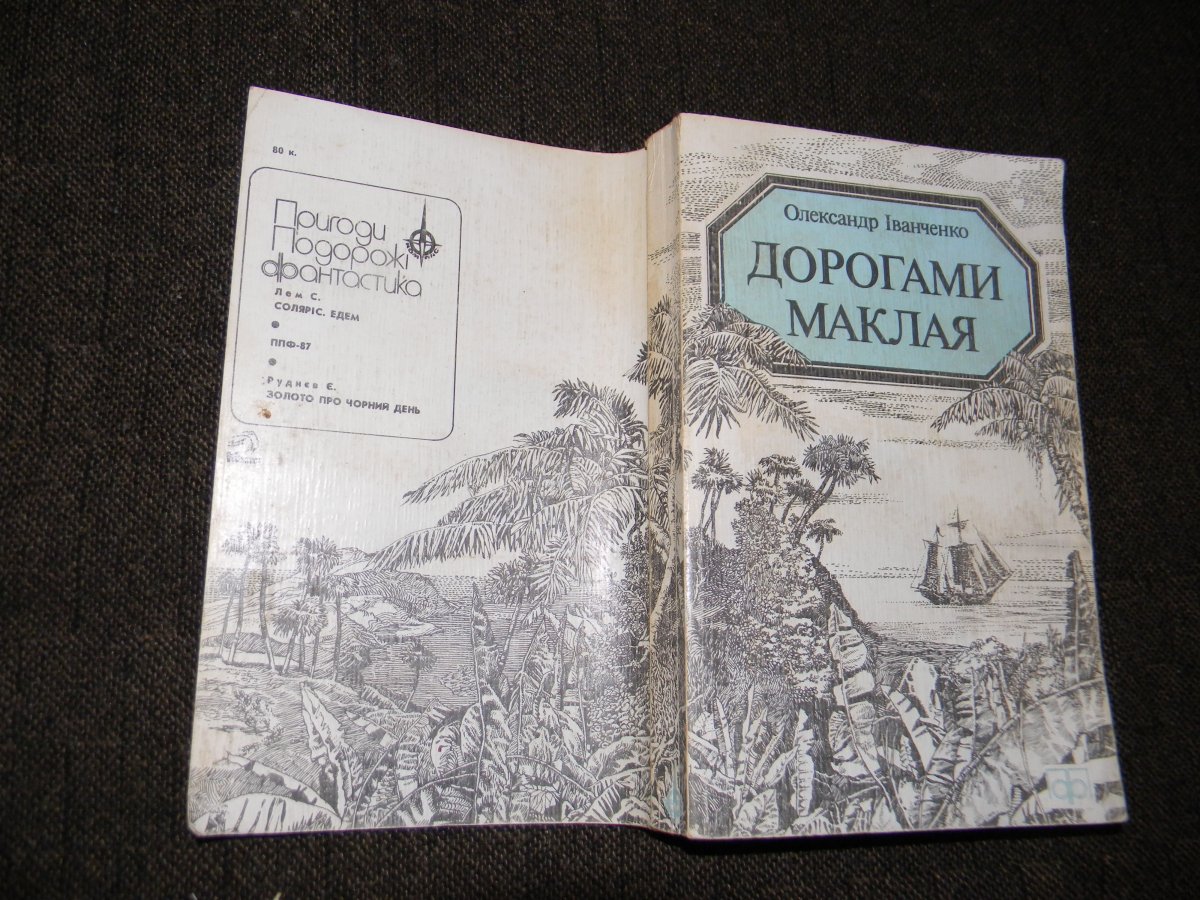 80 к.
Пригоди
Подорожі
Фантастика
Лем С.
СОЛЯРІС. ЕДЕМ
ППФ-87
Руднєв Є.
ЗОЛОТО ПРО ЧОРНИЙ ДЕНЬ
Олександр Іванченко
ДОРОГАМИ
МАКЛАЯ